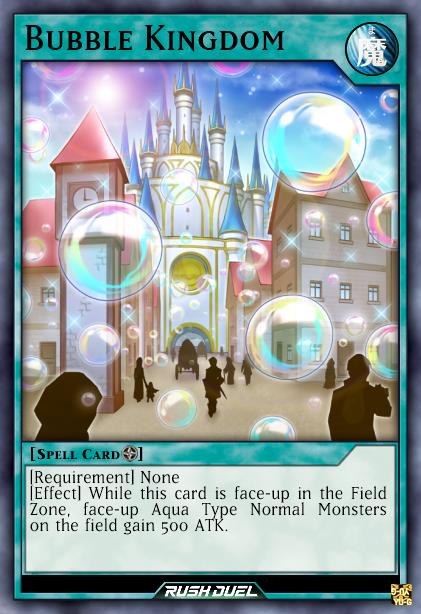 Bubble Kingdom
ま
魔
[Spell Card]
[Requirement] None
[Effect] While this card is face-up in the Field
Zone, face-up Aqua Type Normal Monsters
on the field gain 500 ATK.
RUSH DUEL